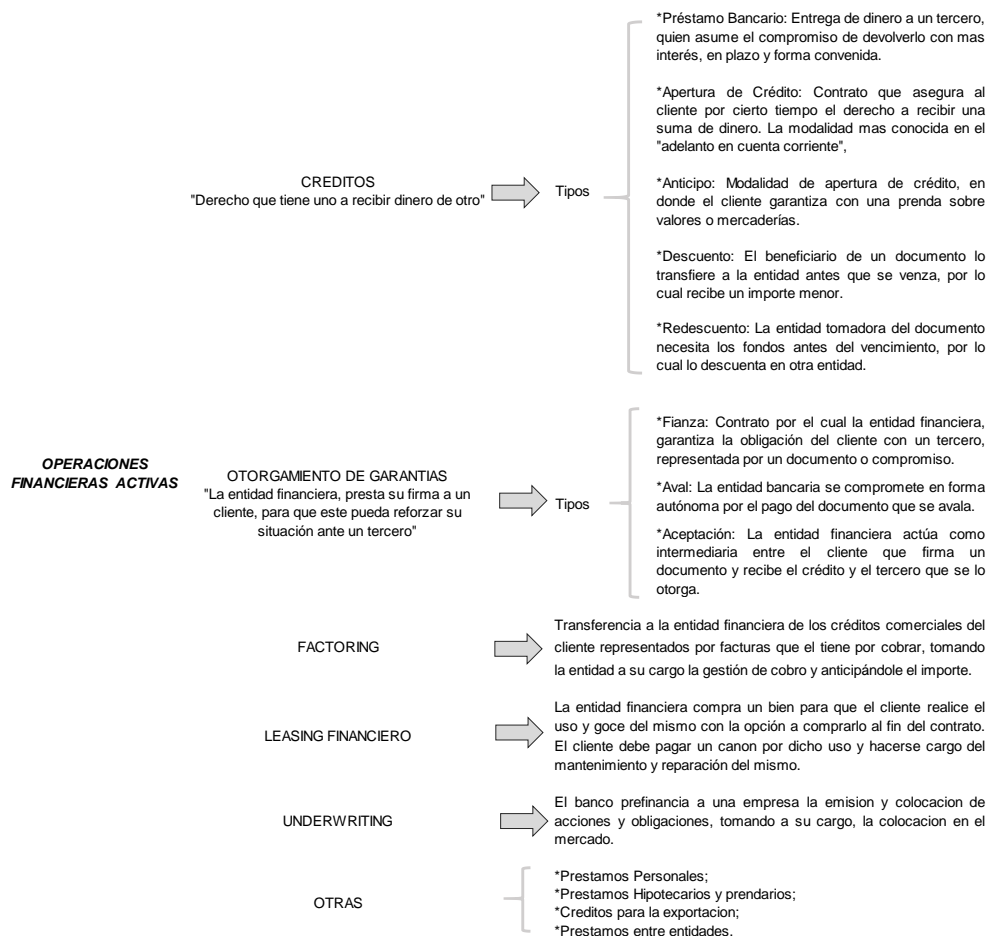 *Préstamo Bancario: Entrega de dinero a un tercero,
quien asume el compromiso de devolverlo con mas
interés, en plazo y forma convenida.
*Apertura de Crédito: Contrato que asegura al
cliente por cierto tiempo el derecho a recibir una
suma de dinero. La modalidad mas conocida en el
"adelanto en cuenta corriente",
CREDITOS
"Derecho que tiene uno a recibir dinero de otro"
Tipos
*Anticipo: Modalidad de apertura de crédito, en
donde el cliente garantiza con una prenda sobre
valores o mercaderías.
*Descuento: El beneficiario de un documento lo
transfiere a la entidad antes que se venza, por lo
cual recibe un importe menor.
*Redescuento: La entidad tomadora del documento
necesita los fondos antes del vencimiento, por lo
cual lo descuenta en otra entidad.
OPERACIONES
FINANCIERAS ACTIVAS
OTORGAMIENTO DE GARANTIAS
"La entidad financiera, presta su firma a un
cliente, para que este pueda reforzar su
situación ante un tercero"
Tipos
*Fianza: Contrato por el cual la entidad financiera,
garantiza la obligación del cliente con un tercero,
representada por un documento o compromiso.
*Aval: La entidad bancaria se compromete en forma
autónoma por el pago del documento que se avala.
*Aceptación: La entidad financiera actúa como
intermediaria entre el cliente que firma un
documento y recibe el crédito y el tercero que se lo
otorga.
FACTORING
Transferencia a la entidad financiera de los créditos comerciales del
cliente representados por facturas que el tiene por cobrar, tomando
la entidad a su cargo la gestión de cobro y anticipándole el importe.
LEASING FINANCIERO
La entidad financiera compra un bien para que el cliente realice el
uso y goce del mismo con la opción a comprarlo al fin del contrato.
El cliente debe pagar un canon por dicho uso y hacerse cargo del
mantenimiento y reparación del mismo.
UNDERWRITING
El banco prefinancia a una empresa la emision y colocacion de
acciones y obligaciones, tomando a su cargo, la colocacion en el
mercado.
OTRAS
*Prestamos Personales;
*Prestamos Hipotecarios y prendarios;
*Creditos para la exportacion;
*Prestamos entre entidades.